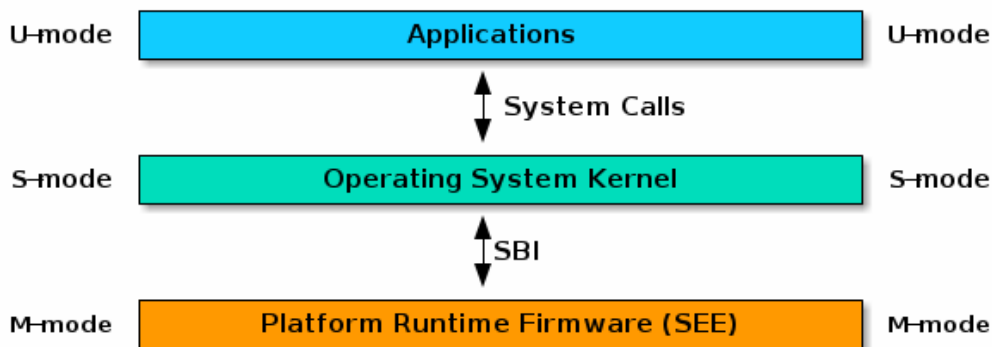 U-mode Applications U-mode
System Calls
S-mode Operating System Kernel S-mode
SBI
M-mode Platform Runtime Firmware (SEE) M-mode